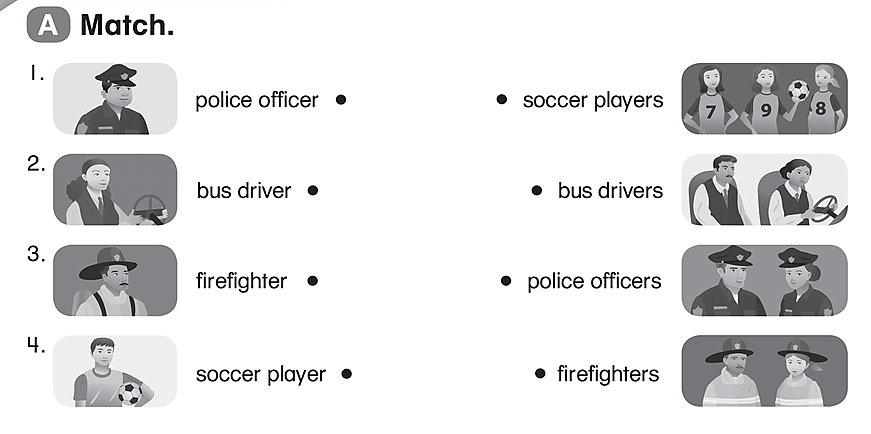 A Match.
1. police officer • • soccer players
7 9 8
2. bus driver • • bus drivers
3. firefighter • • police officers
4. soccer player • • firefighters